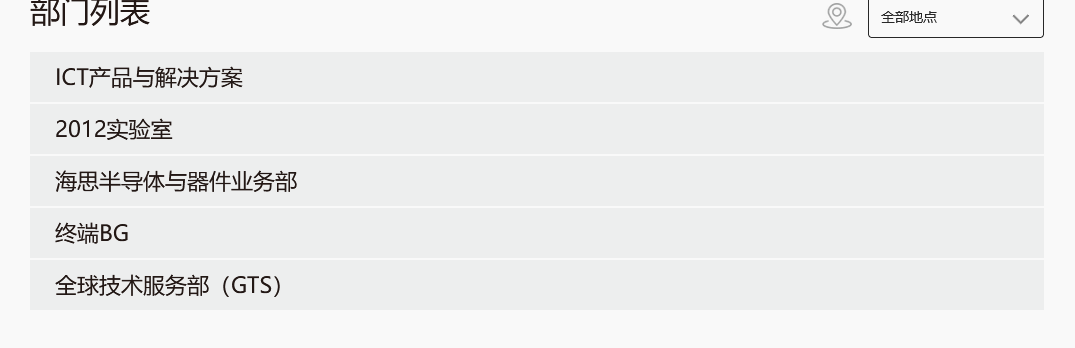 部门列表
全部地点
ICT产品与解决方案
2012实验室
海思半导体与器件业务部
终端BG
全球技术服务部（GTS）